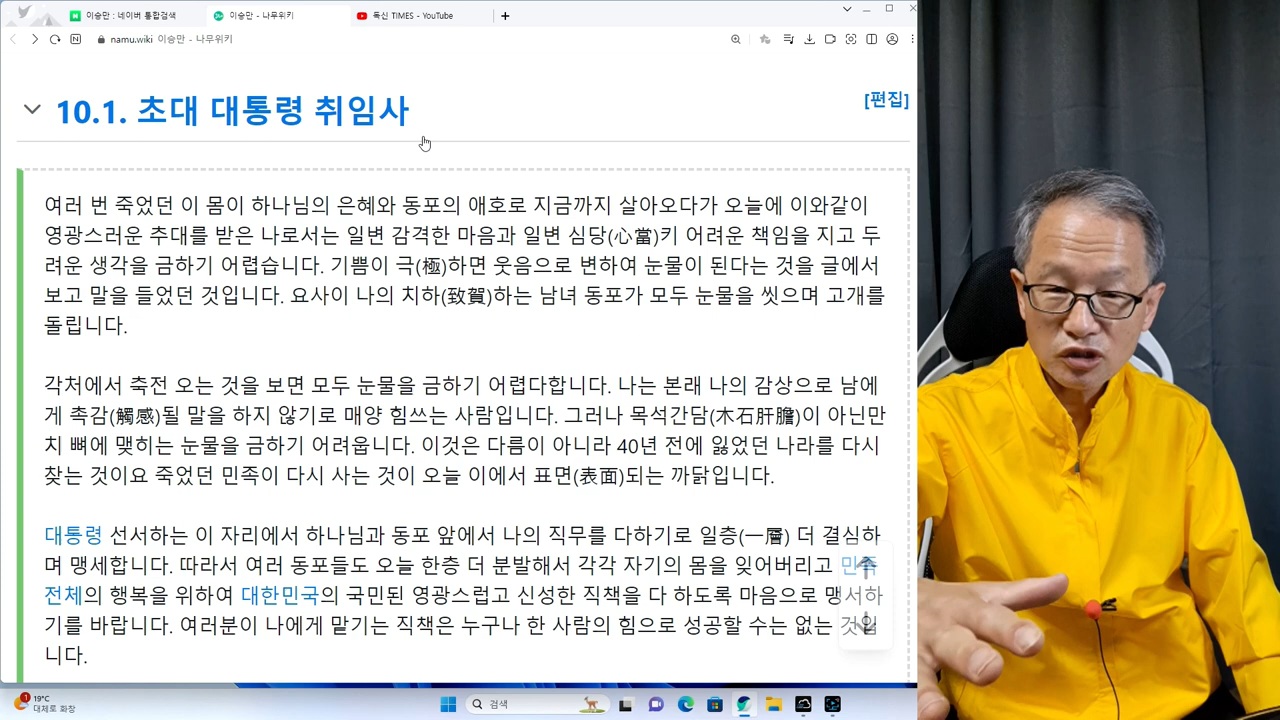 이승만 : 네이버 통합검색
이승만 - 나무위키
독신 TIMES - YouTube
namu.wiki 이승만 - 나무위키
10.1. 초대 대통령 취임사
[편집]
여러 번 죽었던 이 몸이 하나님의 은혜와 동포의 애호로 지금까지 살아오다가 오늘에 이와같이
영광스러운 추대를 받은 나로서는 일변 감격한 마음과 일변 심당(心當)키 어려운 책임을 지고 두
려운 생각을 금하기 어렵습니다. 기쁨이 극(極)하면 웃음으로 변하여 눈물이 된다는 것을 글에서
보고 말을 들었던 것입니다. 요사이 나의 치하(致賀)하는 남녀 동포가 모두 눈물을 씻으며 고개를
돌립니다.
각처에서 축전 오는 것을 보면 모두 눈물을 금하기 어렵다합니다. 나는 본래 나의 감상으로 남에
게 촉감(觸感)될 말을 하지 않기로 매양 힘쓰는 사람입니다. 그러나 목석간담(木石肝膽)이 아닌만
치 뼈에 맺히는 눈물을 금하기 어려웁니다. 이것은 다름이 아니라 40년 전에 잃었던 나라를 다시
찾는 것이요 죽었던 민족이 다시 사는 것이 오늘 이에서 표면(表面)되는 까닭입니다.
대통령 선서하는 이 자리에서 하나님과 동포 앞에서 나의 직무를 다하기로 일층(一層) 더 결심하
며 맹세합니다. 따라서 여러 동포들도 오늘 한층 더 분발해서 각각 자기의 몸을 잊어버리고 민족
전체의 행복을 위하여 대한민국의 국민된 영광스럽고 신성한 직책을 다 하도록 마음으로 맹서하
기를 바랍니다. 여러분이 나에게 맡기는 직책은 누구나 한 사람의 힘으로 성공할 수는 없는 것입
니다.
1
19°C
대체로 화창
검색